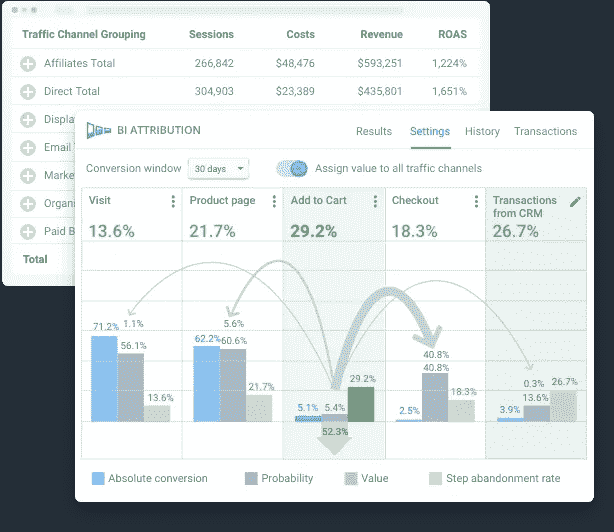 Traffic Channel Grouping Sessions Costs Revenue ROAS
Affiliates Total 266,842 $48,476 $593,251 1,224%
Direct Total 304,903 $23,389 $435,801 1,651%
Displa
Email
Marke
Organ
Paid B
Total
BI ATTRIBUTION
Results Settings History Transactions
Conversion window 30 days Assign value to all traffic channels
Visit Product page Add to Cart Checkout Transactions
from CRM
13.6% 21.7% 29.2% 18.3% 26.7%
71.2% 1.1% 56.1% 13.6%
62.2% 5.6% 60.6% 21.7%
5.1% 5.4% 29.2% 52.3%
2.5% 40.8% 40.8% 18.3%
3.9% 0.3% 13.6% 26.7%
Absolute conversion Probability Value Step abandonment rate